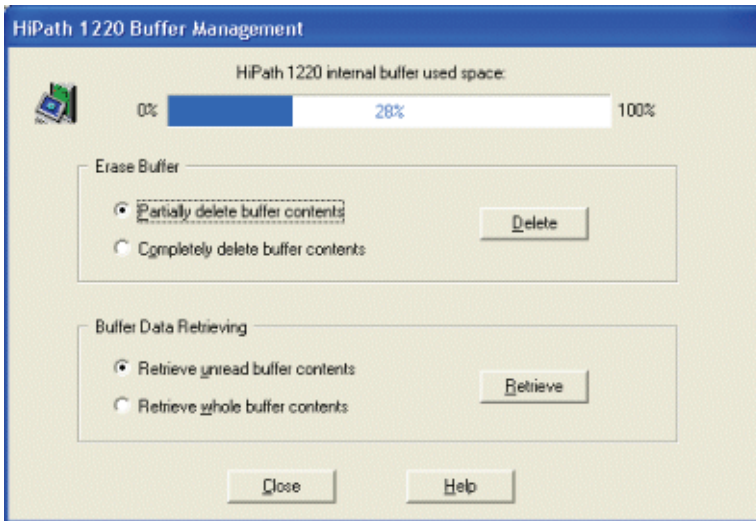 HiPath 1220 Buffer Management
HiPath 1220 internal buffer used space:
0% 28% 100%
Erase Buffer
Partially delete buffer contents
Delete
Completely delete buffer contents
Buffer Data Retrieving
Retrieve unread buffer contents
Retrieve
Retrieve whole buffer contents
Close Help